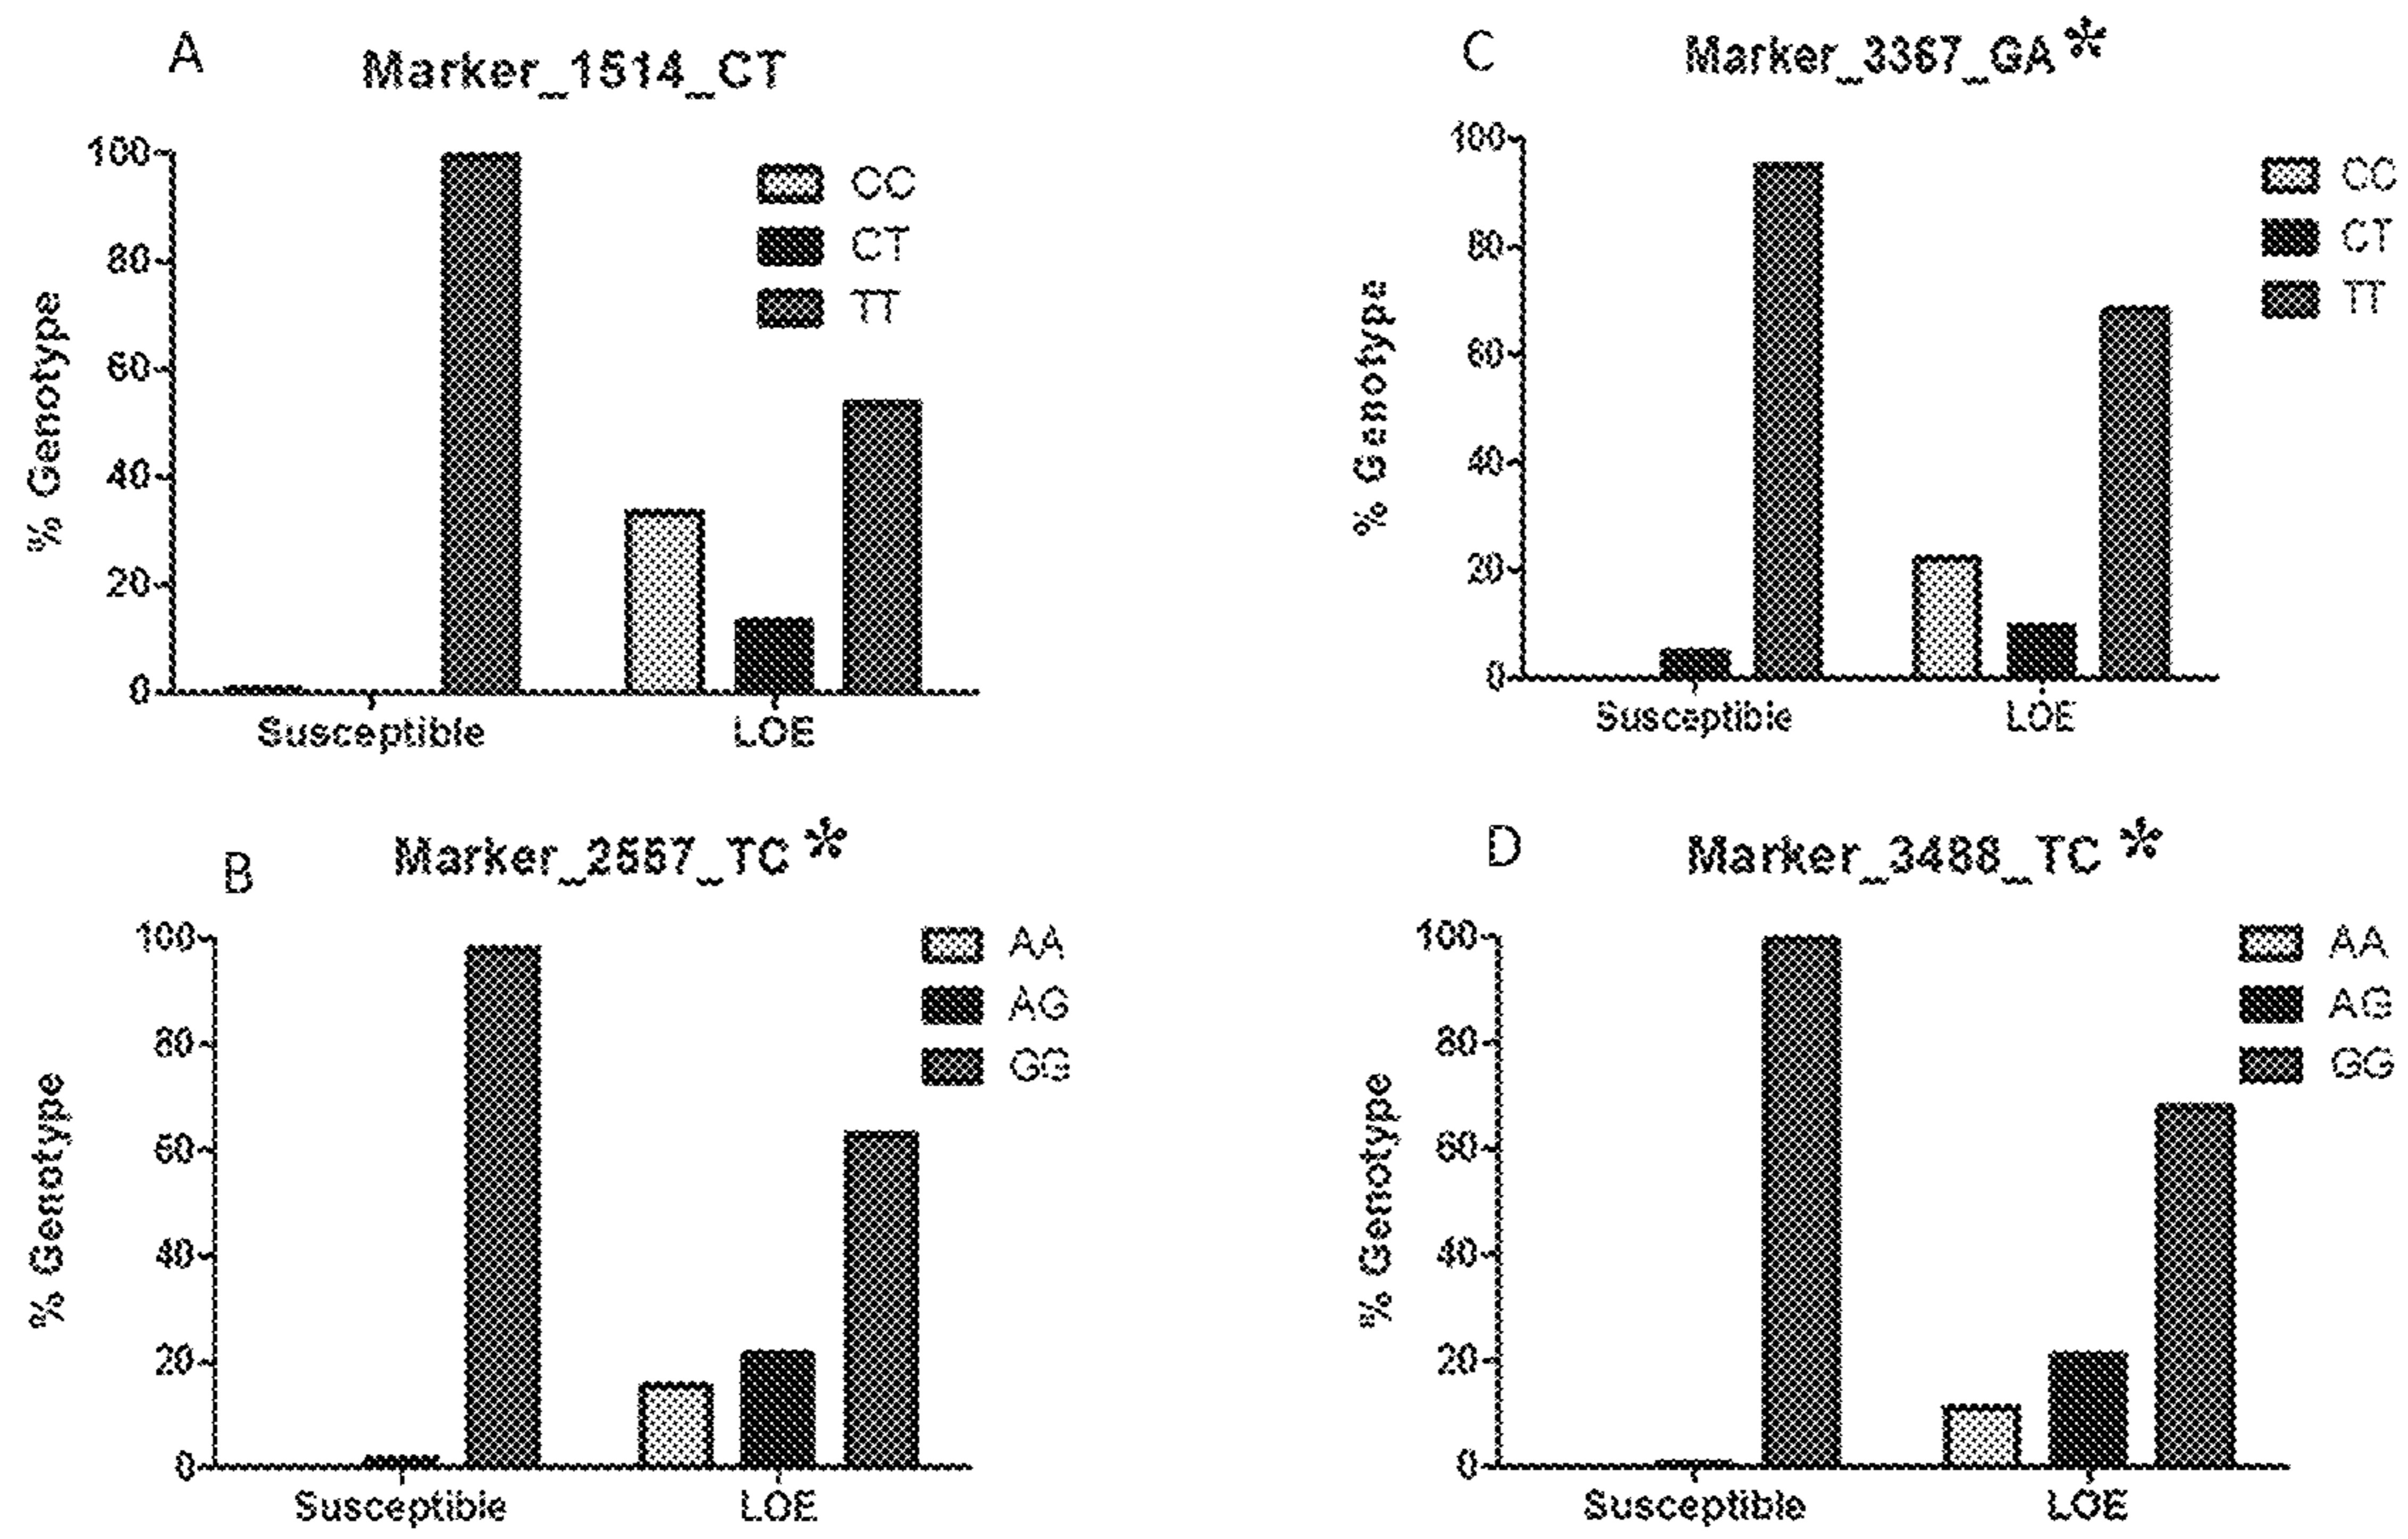 A
Marker_1514_CT
100
80
60
40
20
0
% Genotype
CC
CT
TT
Susceptible
LOE
C
Marker_3367_GA*
100
80
60
40
20
0
% Genotype
CC
CT
TT
Susceptible
LOE
B
Marker_2557_TC*
100
80
60
40
20
0
% Genotype
AA
AG
GG
Susceptible
LOE
D
Marker_3488_TC*
100
80
60
40
20
0
% Genotype
AA
AG
GG
Susceptible
LOE